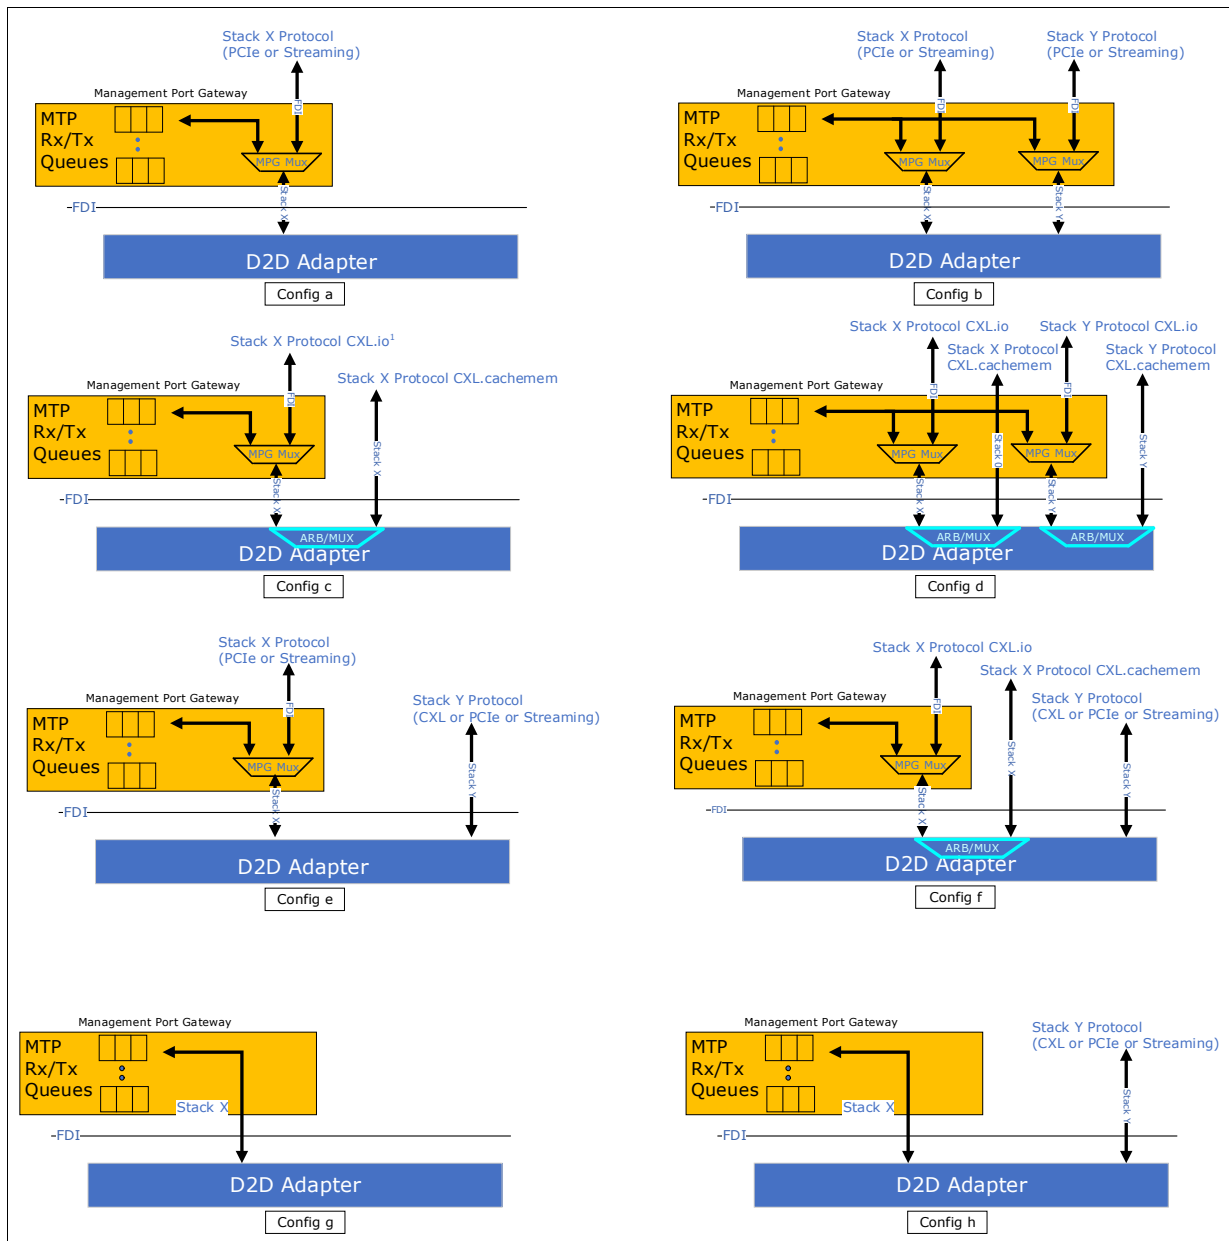 Stack X Protocol
(PCIe or Streaming)
Management Port Gateway
MTP
Rx/Tx
Queues
FDI
MPG Mux
Stack X
FDI
D2D Adapter
Config a
Stack X Protocol
(PCIe or Streaming)
Stack Y Protocol
(PCIe or Streaming)
Management Port Gateway
MTP
Rx/Tx
Queues
FDI
FDI
MPG Mux
MPG Mux
Stack X
Stack Y
FDI
D2D Adapter
Config b
Stack X Protocol CXL.io¹
Stack X Protocol CXL.cachemem
Management Port Gateway
MTP
Rx/Tx
Queues
FDI
MPG Mux
Stack X
Stack X
FDI
ARB/MUX
D2D Adapter
Config c
Stack X Protocol CXL.io
Stack Y Protocol CXL.io
Stack X Protocol
CXL.cachemem
Stack Y Protocol
CXL.cachemem
Management Port Gateway
MTP
Rx/Tx
Queues
FDI
FDI
MPG Mux
MPG Mux
Stack 0
Stack Y
Stack X
Stack Y
FDI
ARB/MUX
ARB/MUX
D2D Adapter
Config d
Stack X Protocol
(PCIe or Streaming)
Stack Y Protocol
(CXL or PCIe or Streaming)
Management Port Gateway
MTP
Rx/Tx
Queues
FDI
MPG Mux
Stack X
Stack Y
FDI
D2D Adapter
Config e
Stack X Protocol CXL.io
Stack X Protocol CXL.cachemem
Stack Y Protocol
(CXL or PCIe or Streaming)
Management Port Gateway
MTP
Rx/Tx
Queues
FDI
MPG Mux
Stack X
Stack X
Stack Y
FDI
ARB/MUX
D2D Adapter
Config f
Management Port Gateway
MTP
Rx/Tx
Queues
Stack X
FDI
D2D Adapter
Config g
Management Port Gateway
Stack Y Protocol
(CXL or PCIe or Streaming)
MTP
Rx/Tx
Queues
Stack X
Stack Y
FDI
D2D Adapter
Config h